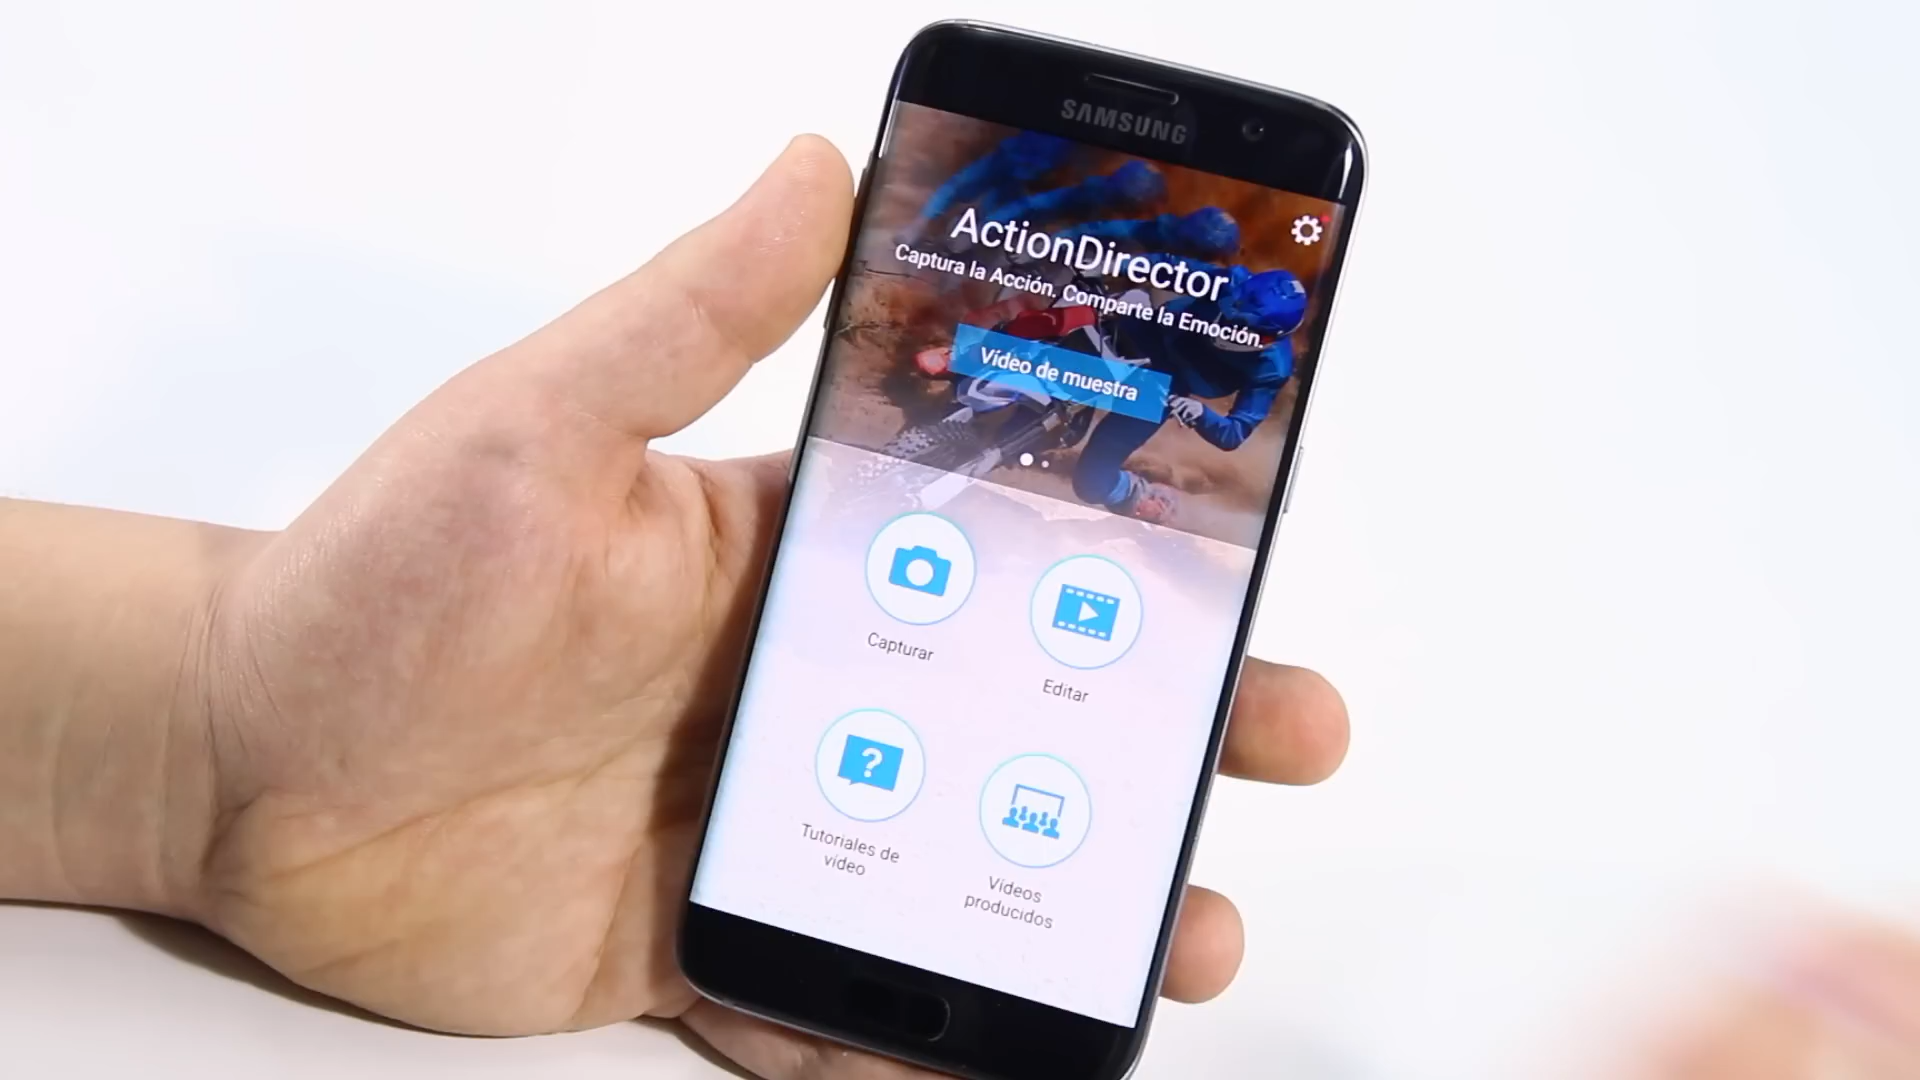 SAMSUNG
ActionDirector
Captura la Acción. Comparte la Emoción.
Vídeo de muestra
Capturar
Editar
Tutoriales de
vídeo
Vídeos
producidos